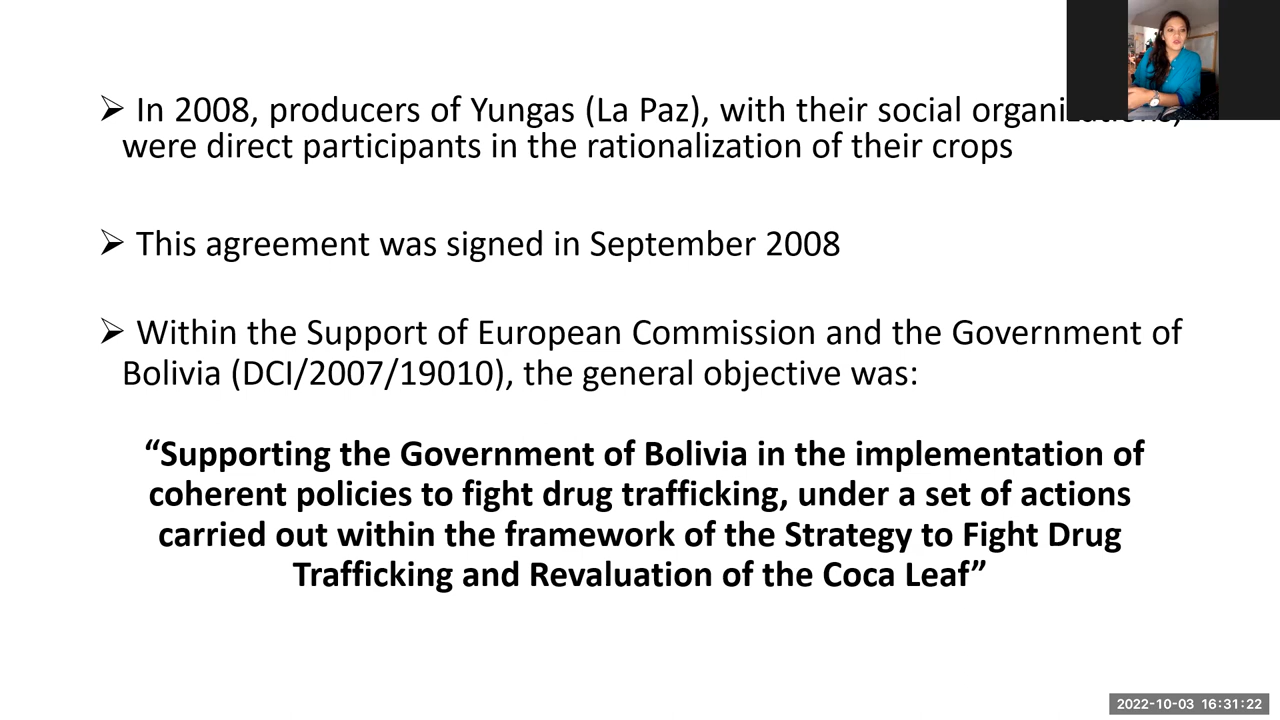 ➢ In 2008, producers of Yungas (La Paz), with their social organizations,
were direct participants in the rationalization of their crops
➢ This agreement was signed in September 2008
➢ Within the Support of European Commission and the Government of
Bolivia (DCI/2007/19010), the general objective was:
“Supporting the Government of Bolivia in the implementation of
coherent policies to fight drug trafficking, under a set of actions
carried out within the framework of the Strategy to Fight Drug
Trafficking and Revaluation of the Coca Leaf”
2022-10-03 16:31:22